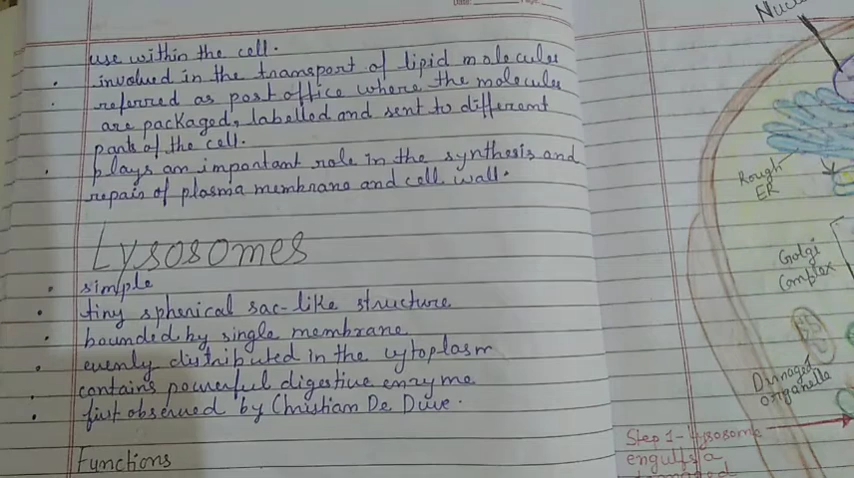 use within the cell.
• involued in the transport of lipid molecules
• referred as post office where the molecules
are packaged, labelled and sent to different
parts of the cell.
• plays an important role in the synthesis and
repair of plasma membrane and cell wall.
Lysosomes
• simple
• tiny spherical sac-like structure
• bounded by single membrane
• evenly distributed in the cytoplasm
• contains powerful digestive enzyme
• first observed by Christian De Duve.
Functions
Rough
ER
Golgi
Complex
Damaged
organelle
Step 1- Lysosome
engulfs a
damaged